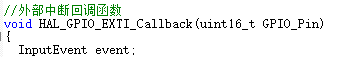 //外部中断回调函数
void HAL_GPIO_EXTI_Callback(uint16_t GPIO_Pin)
{
  InputEvent event;